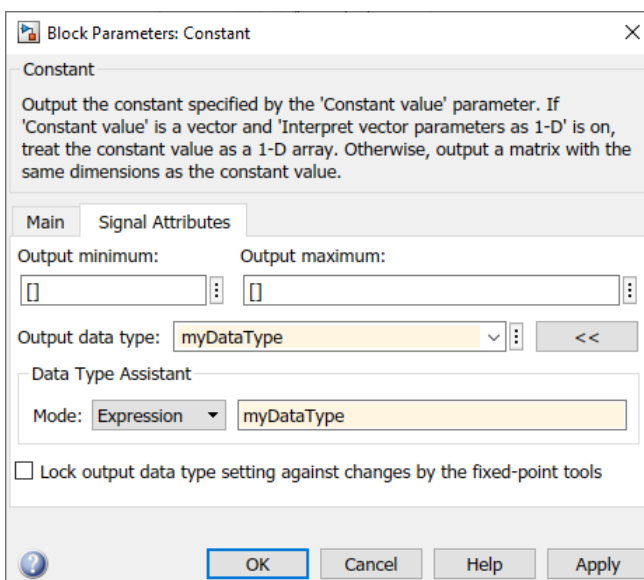 Block Parameters: Constant
Constant
Output the constant specified by the 'Constant value' parameter. If
'Constant value' is a vector and 'Interpret vector parameters as 1-D' is on,
treat the constant value as a 1-D array. Otherwise, output a matrix with the
same dimensions as the constant value.
Main Signal Attributes
Output minimum: Output maximum:
[] []
Output data type: myDataType <<
Data Type Assistant
Mode: Expression myDataType
Lock output data type setting against changes by the fixed-point tools
OK Cancel Help Apply